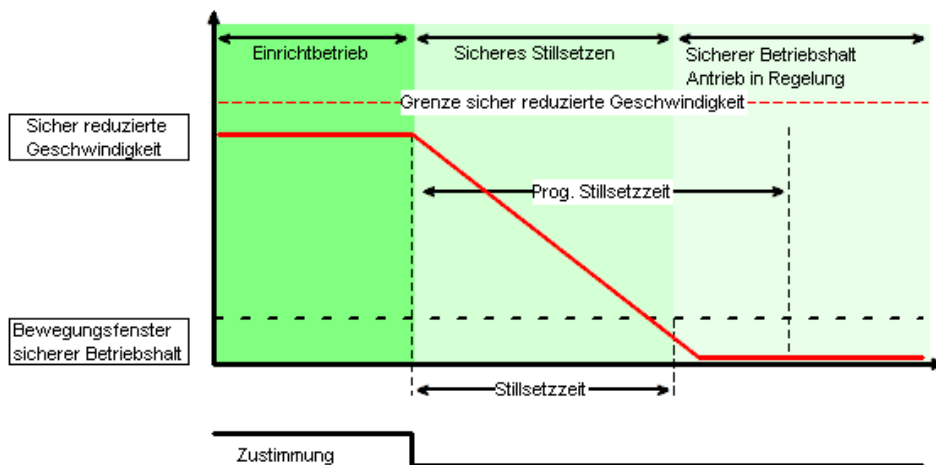 Einrichtbetrieb
Sicheres Stillsetzen
Sicherer Betriebshalt
Antrieb in Regelung
Grenze sicher reduzierte Geschwindigkeit
Sicher reduzierte
Geschwindigkeit
Prog. Stillsetzzeit
Bewegungsfenster
sicherer Betriebshalt
Stillsetzzeit
Zustimmung